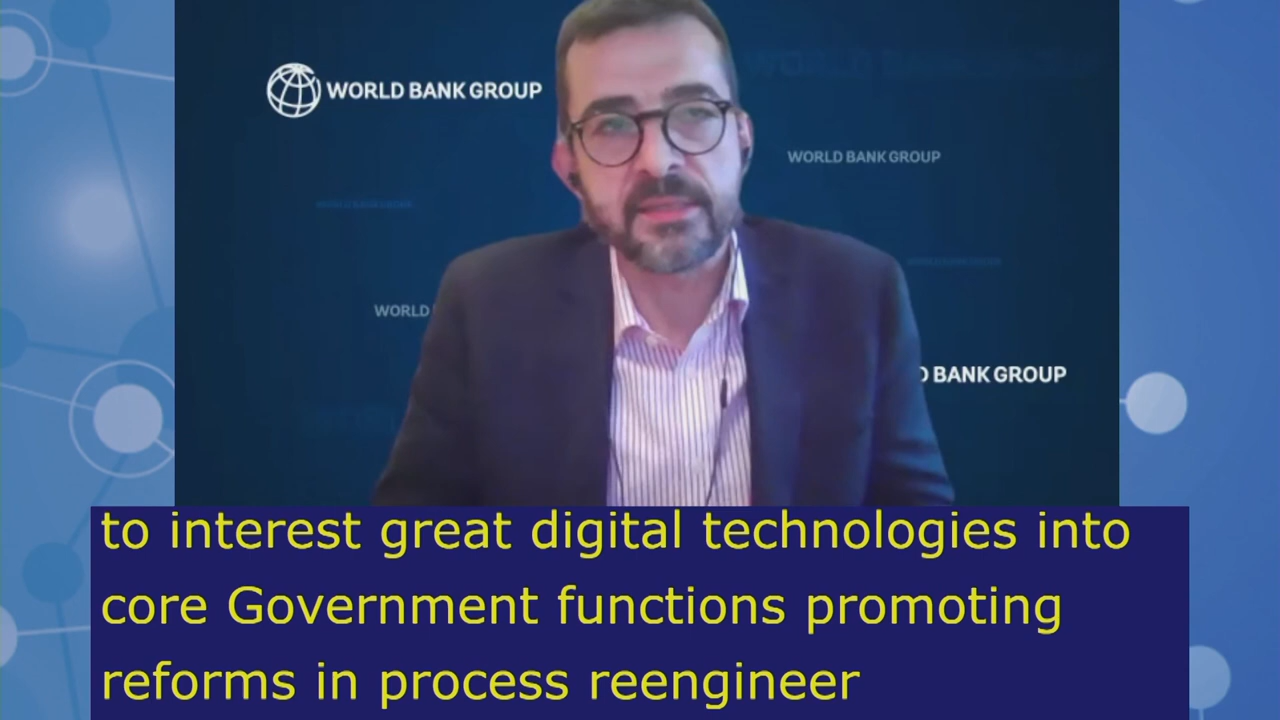 WORLD BANK GROUP
WORLD BANK GROUP
WORLD
D BANK GROUP
to interest great digital technologies into
core Government functions promoting
reforms in process reengineer